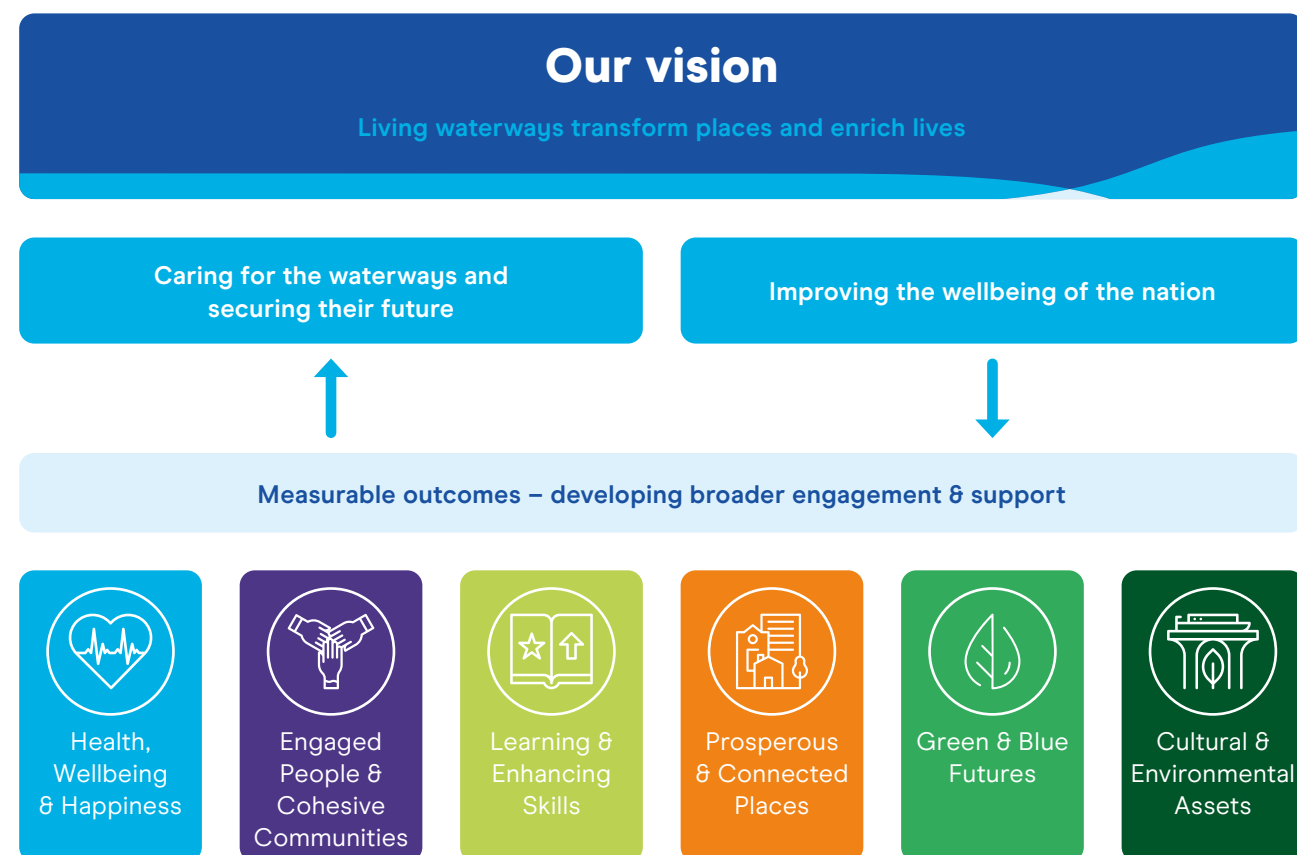 Our vision
Living waterways transform places and enrich lives
Caring for the waterways and
securing their future
Improving the wellbeing of the nation
Measurable outcomes – developing broader engagement & support
Health,
Wellbeing
& Happiness
Engaged
People &
Cohesive
Communities
Learning &
Enhancing
Skills
Prosperous
& Connected
Places
Green & Blue
Futures
Cultural &
Environmental
Assets